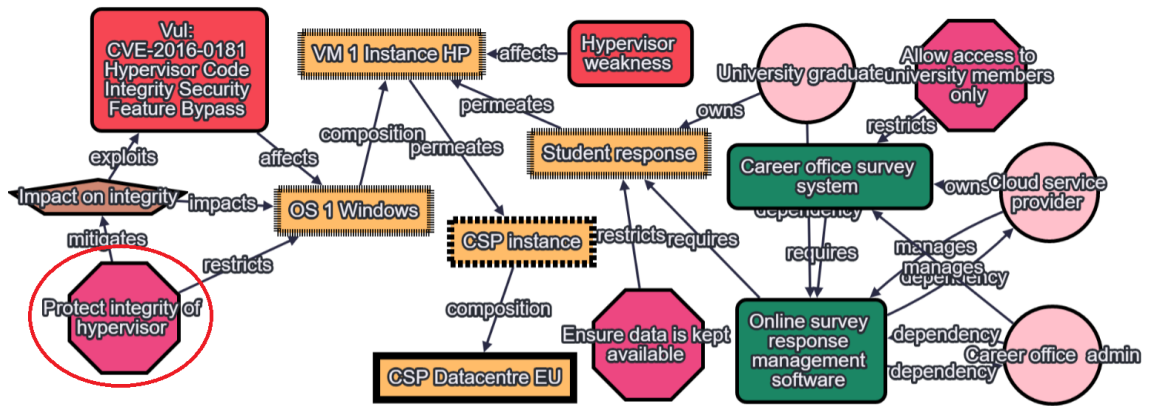 Vul:
CVE-2016-0181
Hypervisor Code
Integrity Security
Feature Bypass
VM 1 Instance HP
affects
Hypervisor
weakness
University graduate
Allow access to
university members
only
permeates
owns
restricts
composition
permeates
exploits
affects
Student response
Career office survey
system
Impact on integrity
impacts
OS 1 Windows
owns
Cloud service
provider
dependency
mitigates
restricts
CSP instance
restricts
requires
requires
manages
manages
dependency
Protect integrity of
hypervisor
composition
Ensure data is kept
available
Online survey
response
management
software
dependency
dependency
Career office admin
CSP Datacentre EU